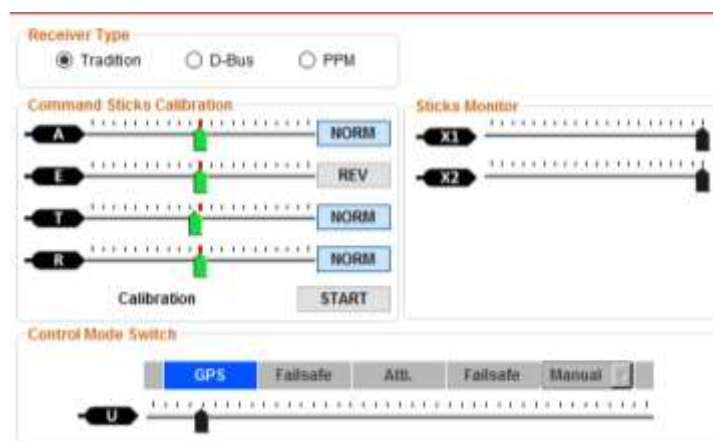 Receiver Type
Tradition D-Bus PPM
Command Sticks Calibration
Sticks Monitor
A NORM
X1
E REV
X2
T NORM
R NORM
Calibration START
Control Mode Switch
GPS Failsafe Atti. Failsafe Manual
U